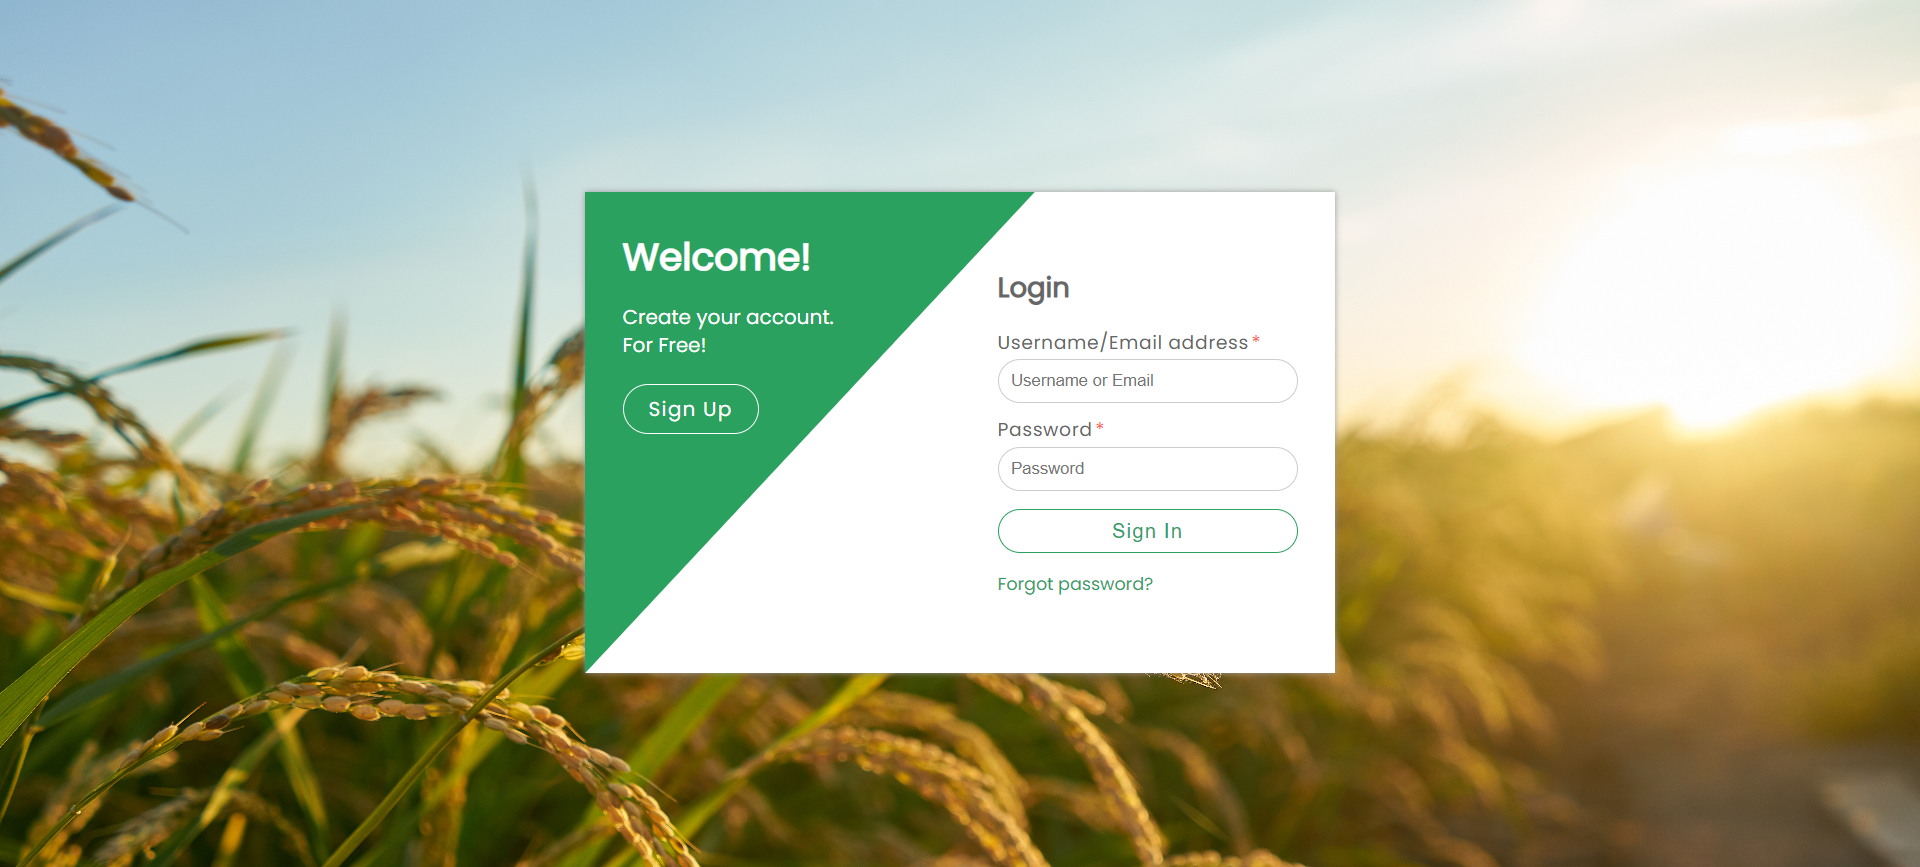 Welcome!
Create your account.
For Free!
Sign Up
Login
Username/Email address*
Username or Email
Password*
Password
Sign In
Forgot password?